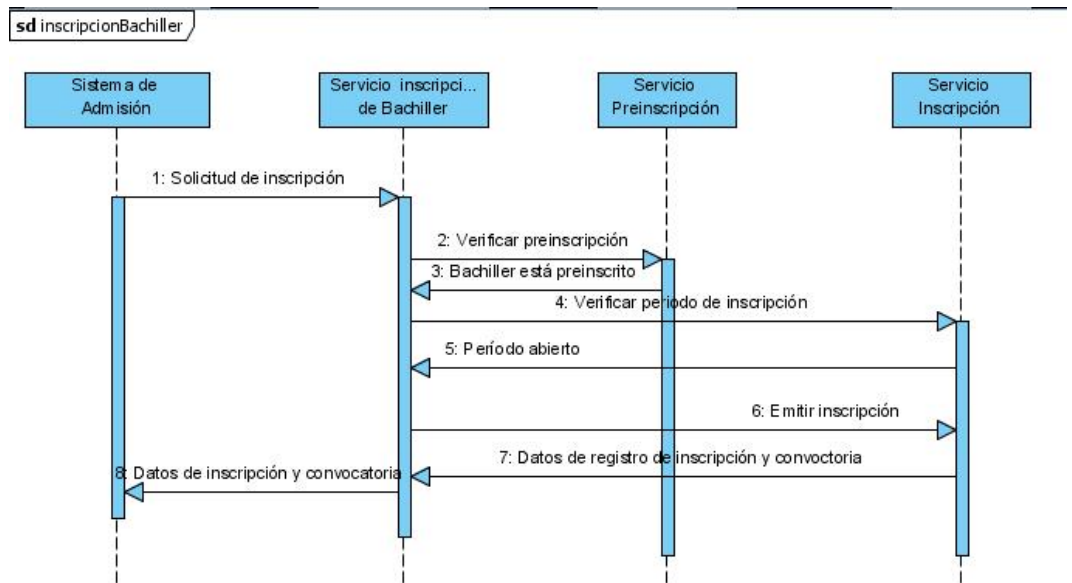 sd inscripcionBachiller
Sistema de
Admisión
Servicio inscripci...
de Bachiller
Servicio
Preinscripción
Servicio
Inscripción
1: Solicitud de inscripción
2: Verificar preinscripción
3: Bachiller está preinscrito
4: Verificar periodo de inscripción
5: Período abierto
6: Emitir inscripción
7: Datos de registro de inscripción y convoctoria
8: Datos de inscripción y convocatoria